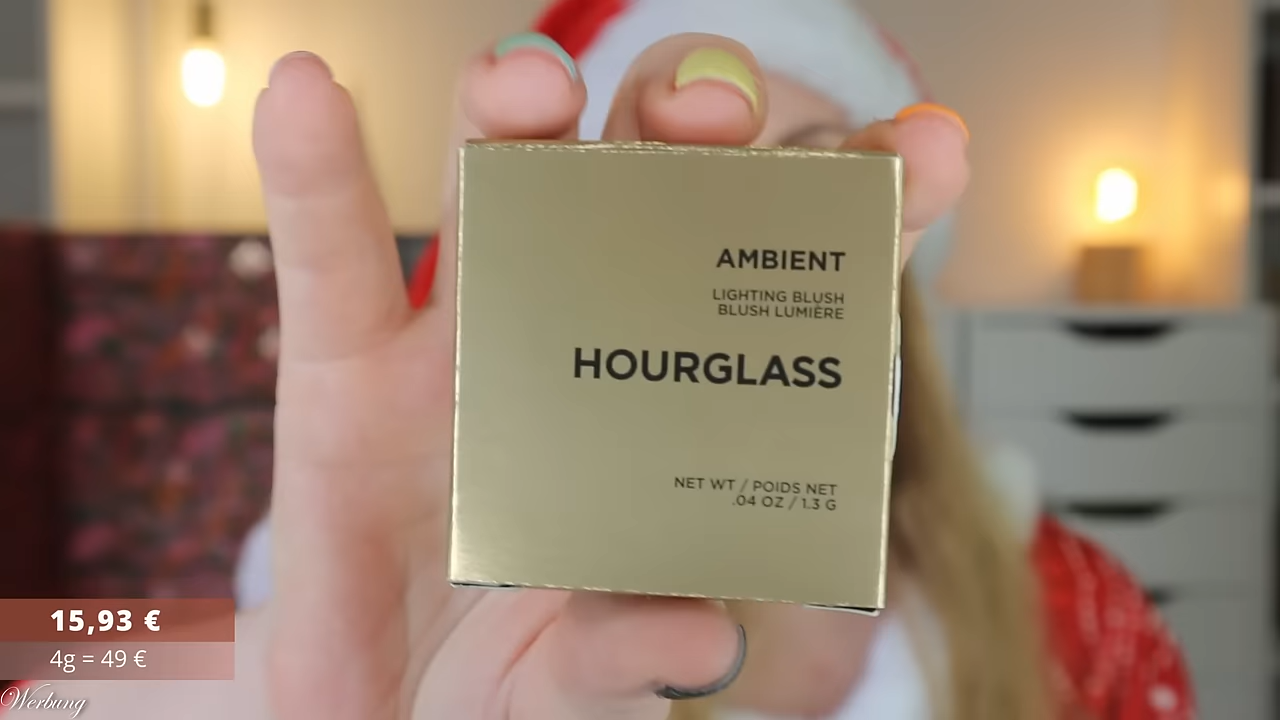 AMBIENT
LIGHTING BLUSH
BLUSH LUMIÈRE
HOURGLASS
NET WT / POIDS NET
.04 OZ / 1.3 G
15,93 €
4g = 49 €
Werbung